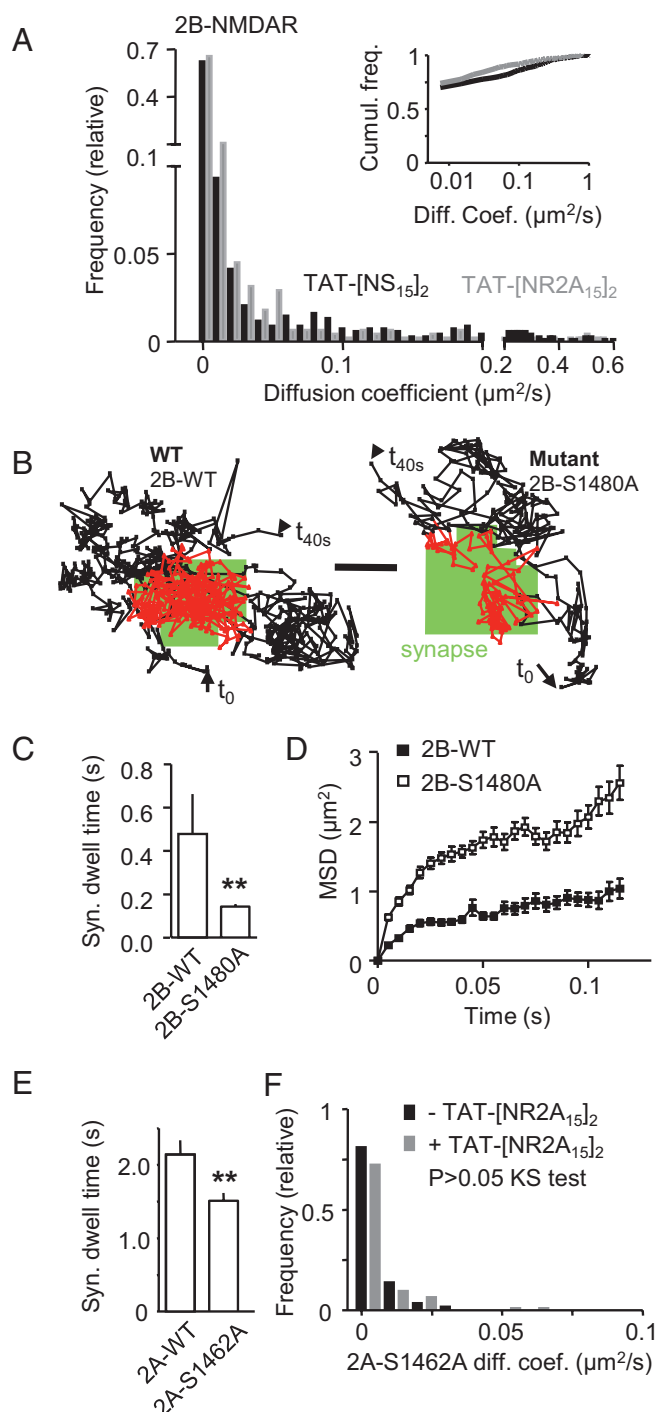 A
2B-NMDAR
0.7
0.4
0.1
0.05
0
Frequency (relative)
TAT-[NS₁₅]₂
TAT-[NR2A₁₅]₂
0
0.1
0.2
0.4
0.6
Diffusion coefficient (µm²/s)
Cumul. freq.
1
0.5
0
0.01
0.1
1
Diff. Coef. (µm²/s)
B
WT
2B-WT
t40s
t0
Mutant
2B-S1480A
t40s
synapse
t0
C
Syn. dwell time (s)
0.8
0.6
0.4
0.2
0.0
**
2B-WT
2B-S1480A
D
2B-WT
2B-S1480A
MSD (µm²)
3
2
1
0
0
0.05
0.1
Time (s)
E
Syn. dwell time (s)
2.0
1.0
0
**
2A-WT
2A-S1462A
F
- TAT-[NR2A₁₅]₂
+ TAT-[NR2A₁₅]₂
P>0.05 KS test
Frequency (relative)
1
0.5
0
0
0.05
0.1
2A-S1462A diff. coef. (µm²/s)